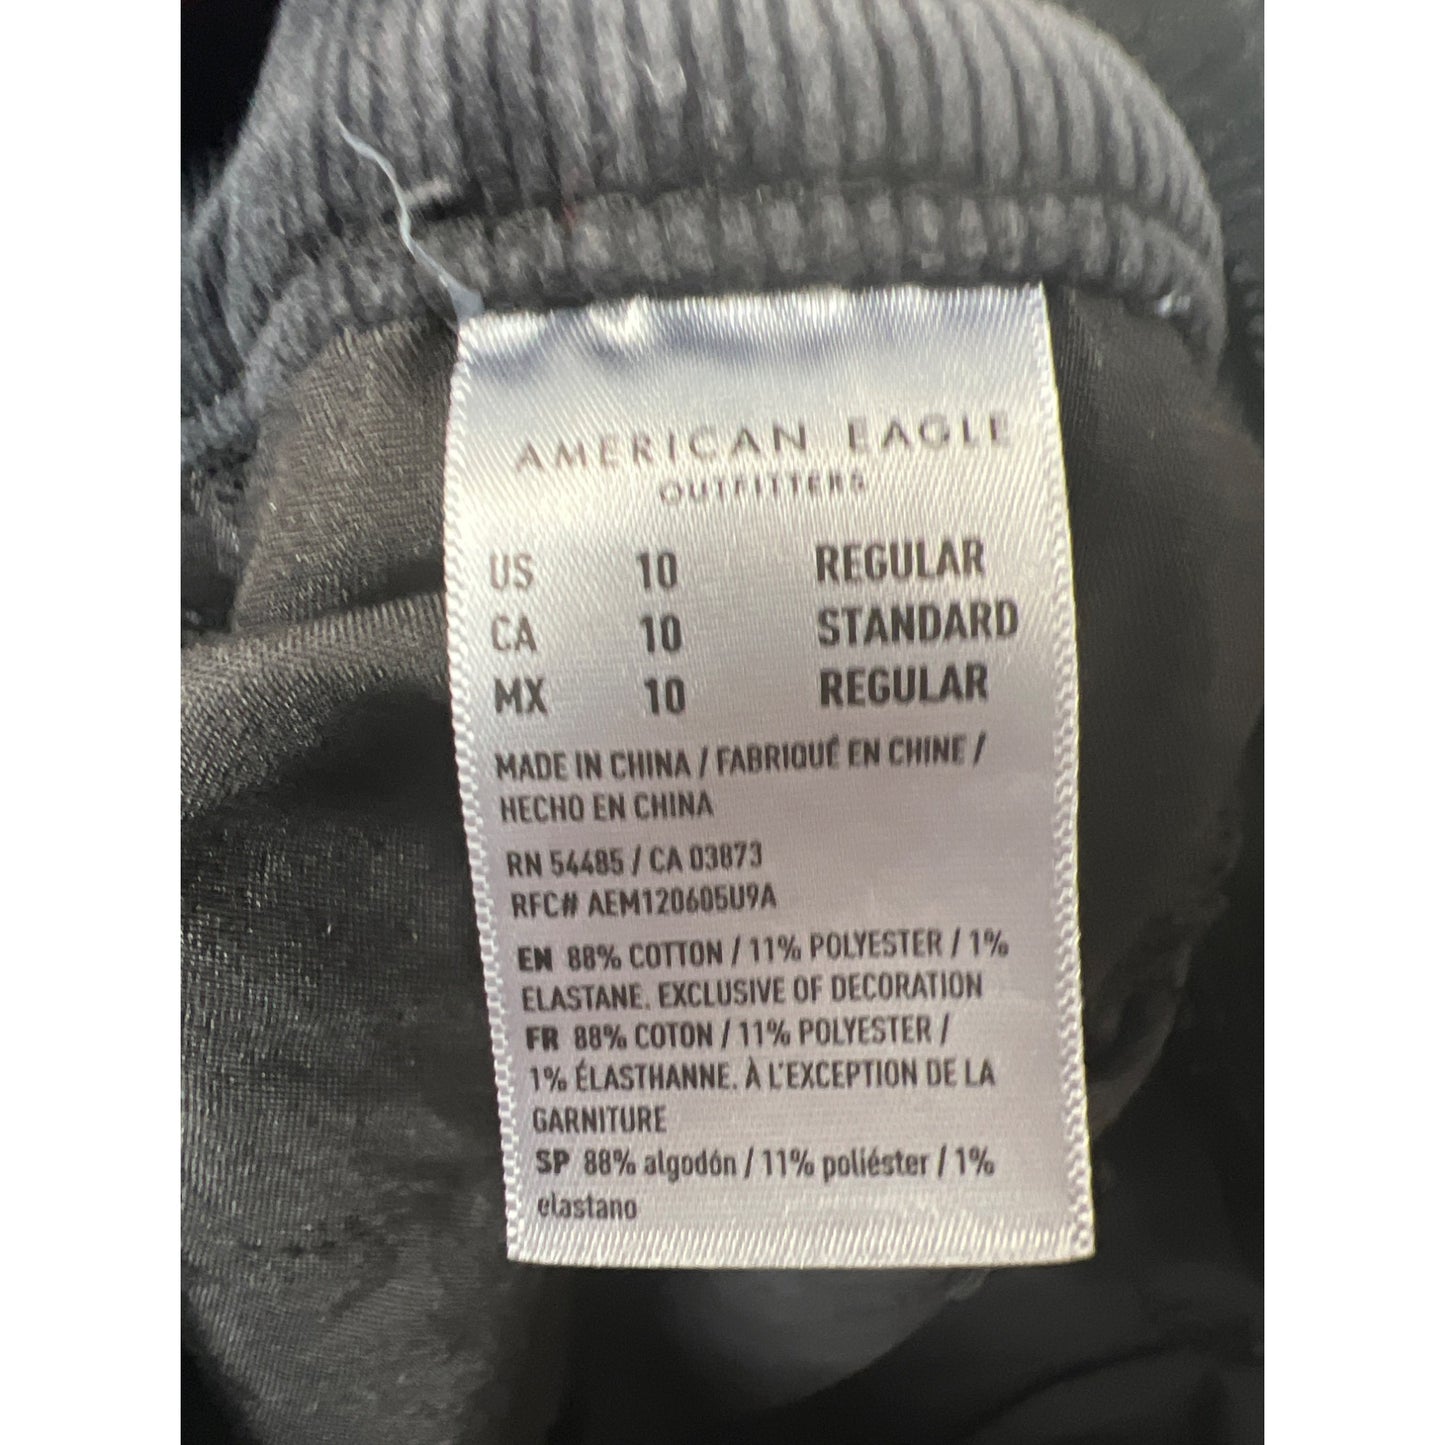 AMERICAN EAGLE
OUTFITTERS
US 10 REGULAR
CA 10 STANDARD
MX 10 REGULAR
MADE IN CHINA / FABRIQUÉ EN CHINE /
HECHO EN CHINA
RN 54485 / CA 03873
RFC# AEM120605U9A
EN 88% COTTON / 11% POLYESTER / 1%
ELASTANE. EXCLUSIVE OF DECORATION
FR 88% COTON / 11% POLYESTER /
1% ÉLASTHANNE. À L'EXCEPTION DE LA
GARNITURE
SP 88% algodón / 11% poliéster / 1%
elastano